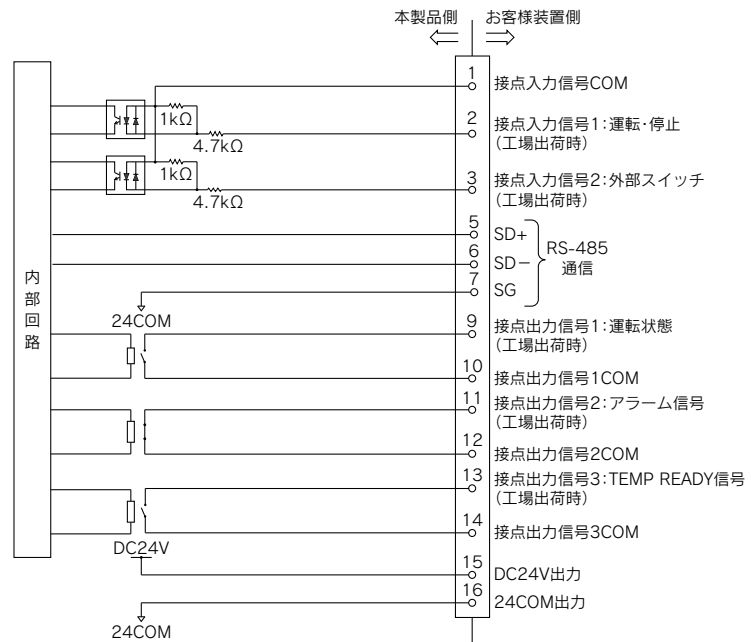 本製品側 お客様装置側
1 接点入力信号COM
1kΩ
2 接点入力信号1:運転・停止
(工場出荷時)
4.7kΩ
1kΩ
3 接点入力信号2:外部スイッチ
(工場出荷時)
4.7kΩ
5 SD+
6 SD−
7 SG
RS-485
通信
内部回路
24COM
9 接点出力信号1:運転状態
(工場出荷時)
10 接点出力信号1COM
11 接点出力信号2:アラーム信号
(工場出荷時)
12 接点出力信号2COM
13 接点出力信号3:TEMP READY信号
(工場出荷時)
14 接点出力信号3COM
DC24V
15 DC24V出力
16 24COM出力
24COM